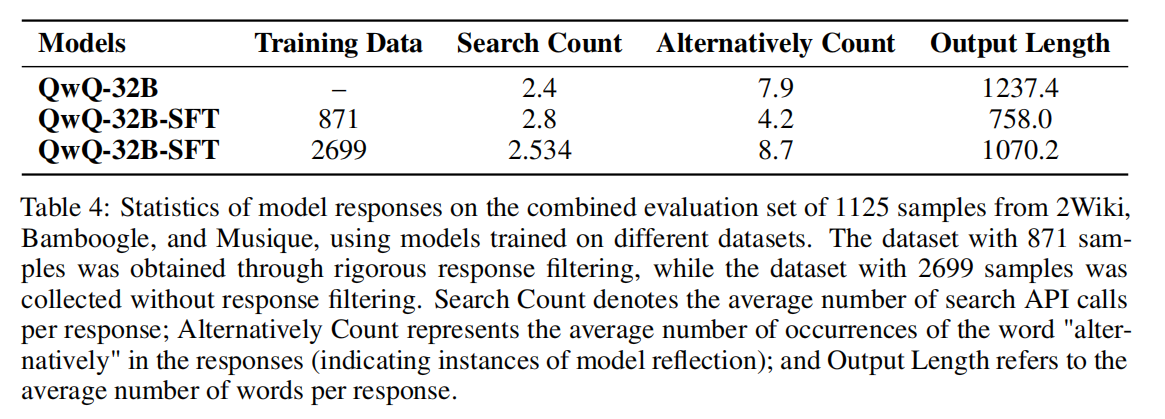 Models Training Data Search Count Alternatively Count Output Length
QwQ-32B – 2.4 7.9 1237.4
QwQ-32B-SFT 871 2.8 4.2 758.0
QwQ-32B-SFT 2699 2.534 8.7 1070.2
Table 4: Statistics of model responses on the combined evaluation set of 1125 samples from 2Wiki,
Bamboogle, and Musique, using models trained on different datasets. The dataset with 871 sam-
ples was obtained through rigorous response filtering, while the dataset with 2699 samples was
collected without response filtering. Search Count denotes the average number of search API calls
per response; Alternatively Count represents the average number of occurrences of the word "alter-
natively" in the responses (indicating instances of model reflection); and Output Length refers to the
average number of words per response.